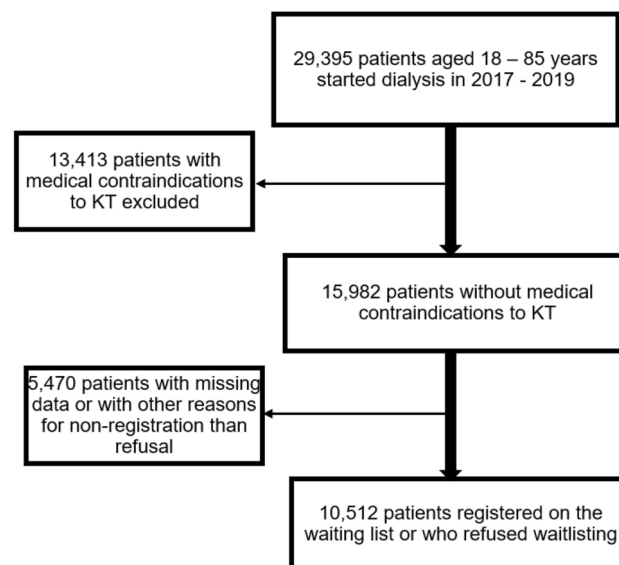 29,395 patients aged 18 – 85 years
started dialysis in 2017 - 2019
13,413 patients with
medical contraindications
to KT excluded
15,982 patients without medical
contraindications to KT
5,470 patients with missing
data or with other reasons
for non-registration than
refusal
10,512 patients registered on the
waiting list or who refused waitlisting